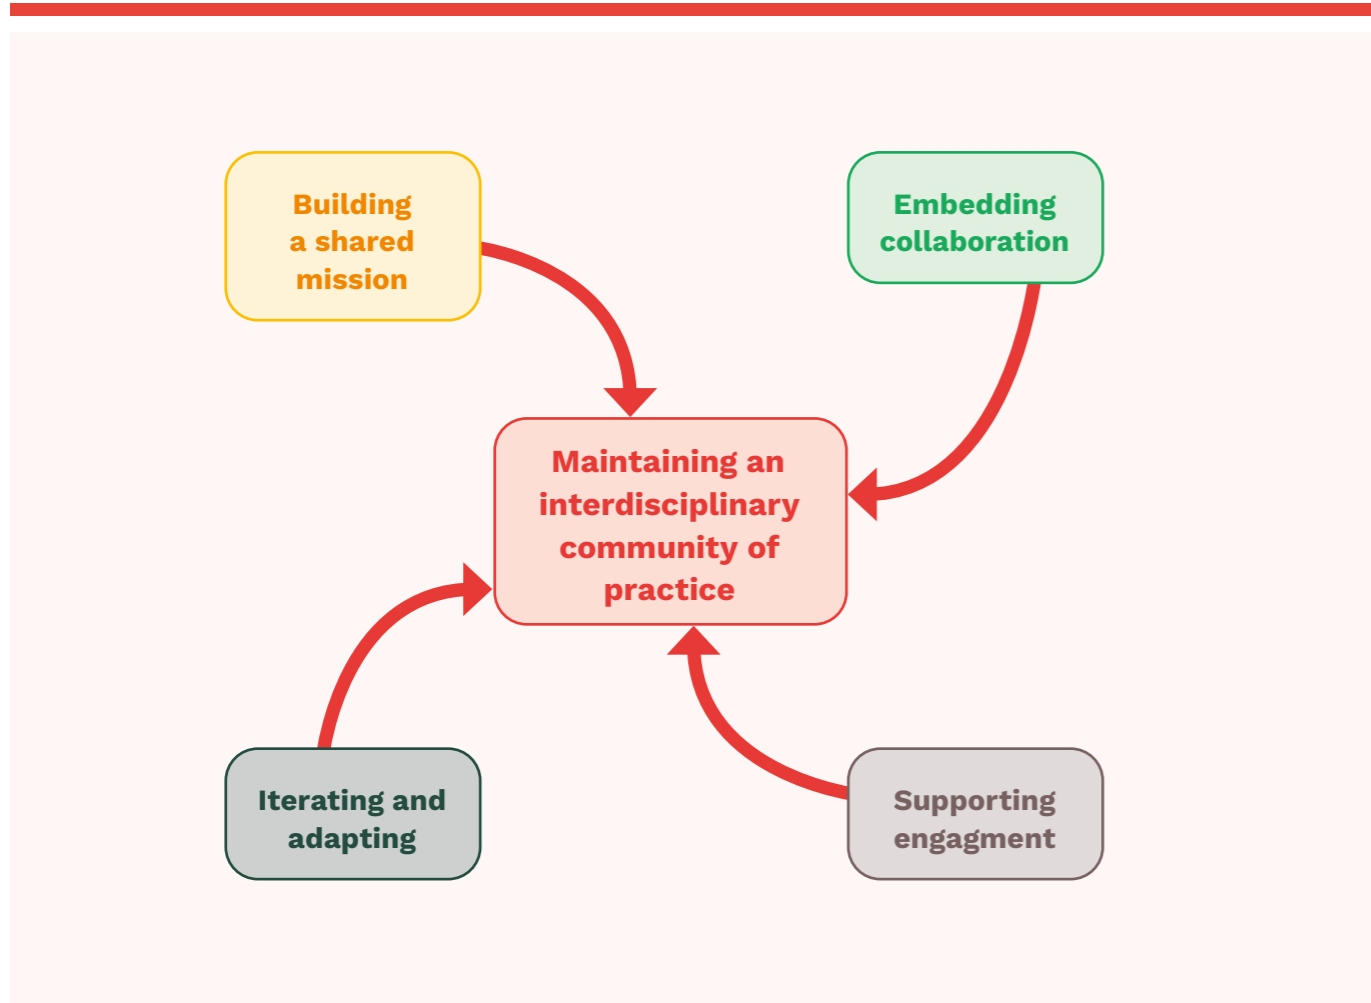 Building
a shared
mission
Embedding
collaboration
Maintaining an
interdisciplinary
community of
practice
Iterating and
adapting
Supporting
engagment